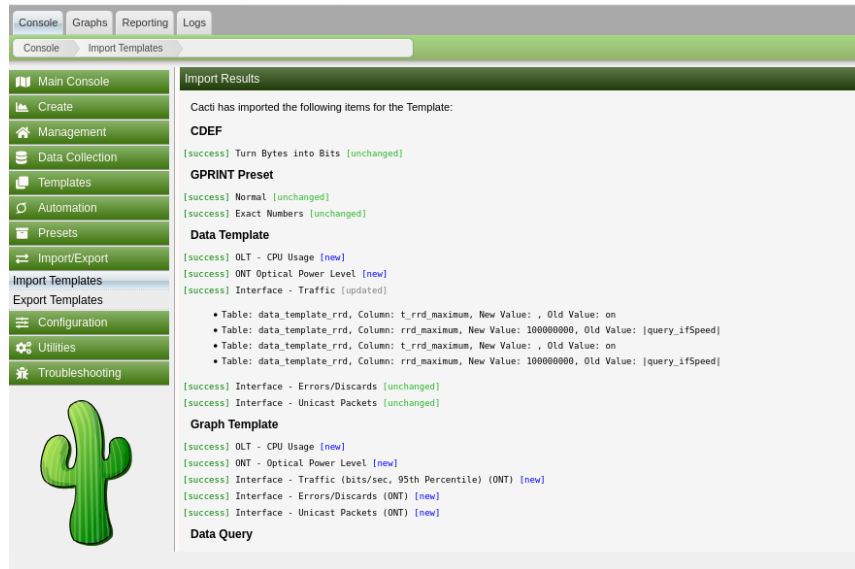 Console Graphs Reporting Logs
Console Import Templates
Main Console
Create
Management
Data Collection
Templates
Automation
Presets
Import/Export
Import Templates
Export Templates
Configuration
Utilities
Troubleshooting
Import Results
Cacti has imported the following items for the Template:
CDEF
[success] Turn Bytes into Bits [unchanged]
GPRINT Preset
[success] Normal [unchanged]
[success] Exact Numbers [unchanged]
Data Template
[success] OLT - CPU Usage [new]
[success] ONT Optical Power Level [new]
[success] Interface - Traffic [updated]
• Table: data_template_rrd, Column: t_rrd_maximum, New Value: , Old Value: on
• Table: data_template_rrd, Column: rrd_maximum, New Value: 100000000, Old Value: |query_ifSpeed|
• Table: data_template_rrd, Column: t_rrd_maximum, New Value: , Old Value: on
• Table: data_template_rrd, Column: rrd_maximum, New Value: 100000000, Old Value: |query_ifSpeed|
[success] Interface - Errors/Discards [unchanged]
[success] Interface - Unicast Packets [unchanged]
Graph Template
[success] OLT - CPU Usage [new]
[success] ONT - Optical Power Level [new]
[success] Interface - Traffic (bits/sec, 95th Percentile) (ONT) [new]
[success] Interface - Errors/Discards (ONT) [new]
[success] Interface - Unicast Packets (ONT) [new]
Data Query